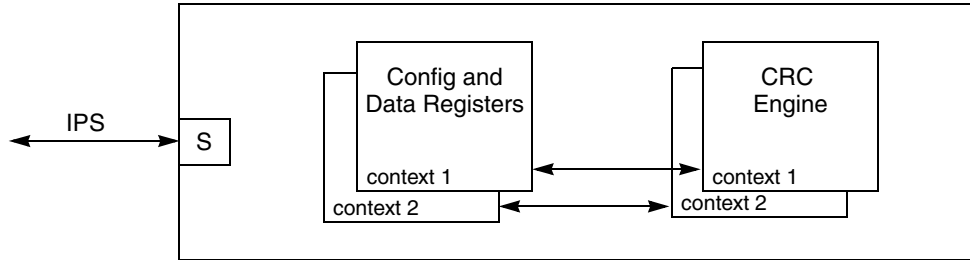 Config and
Data Registers
CRC
Engine
IPS
S
context 1
context 1
context 2
context 2